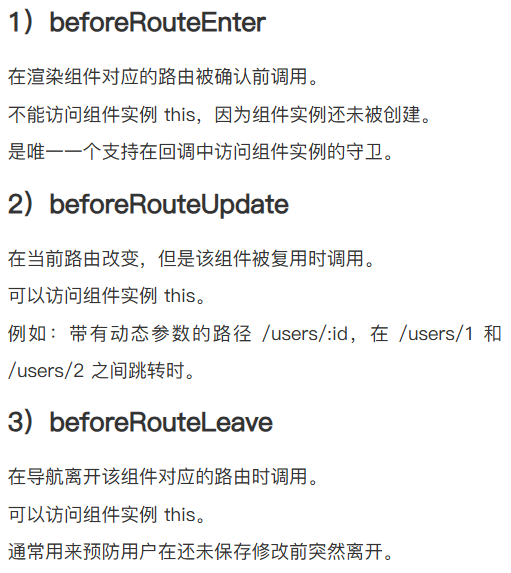 1）beforeRouteEnter
在渲染组件对应的路由被确认前调用。
不能访问组件实例 this，因为组件实例还未被创建。
是唯一一个支持在回调中访问组件实例的守卫。
2）beforeRouteUpdate
在当前路由改变，但是该组件被复用时调用。
可以访问组件实例 this。
例如：带有动态参数的路径 /users/:id，在 /users/1 和
/users/2 之间跳转时。
3）beforeRouteLeave
在导航离开该组件对应的路由时调用。
可以访问组件实例 this。
通常用来预防用户在还未保存修改前突然离开。